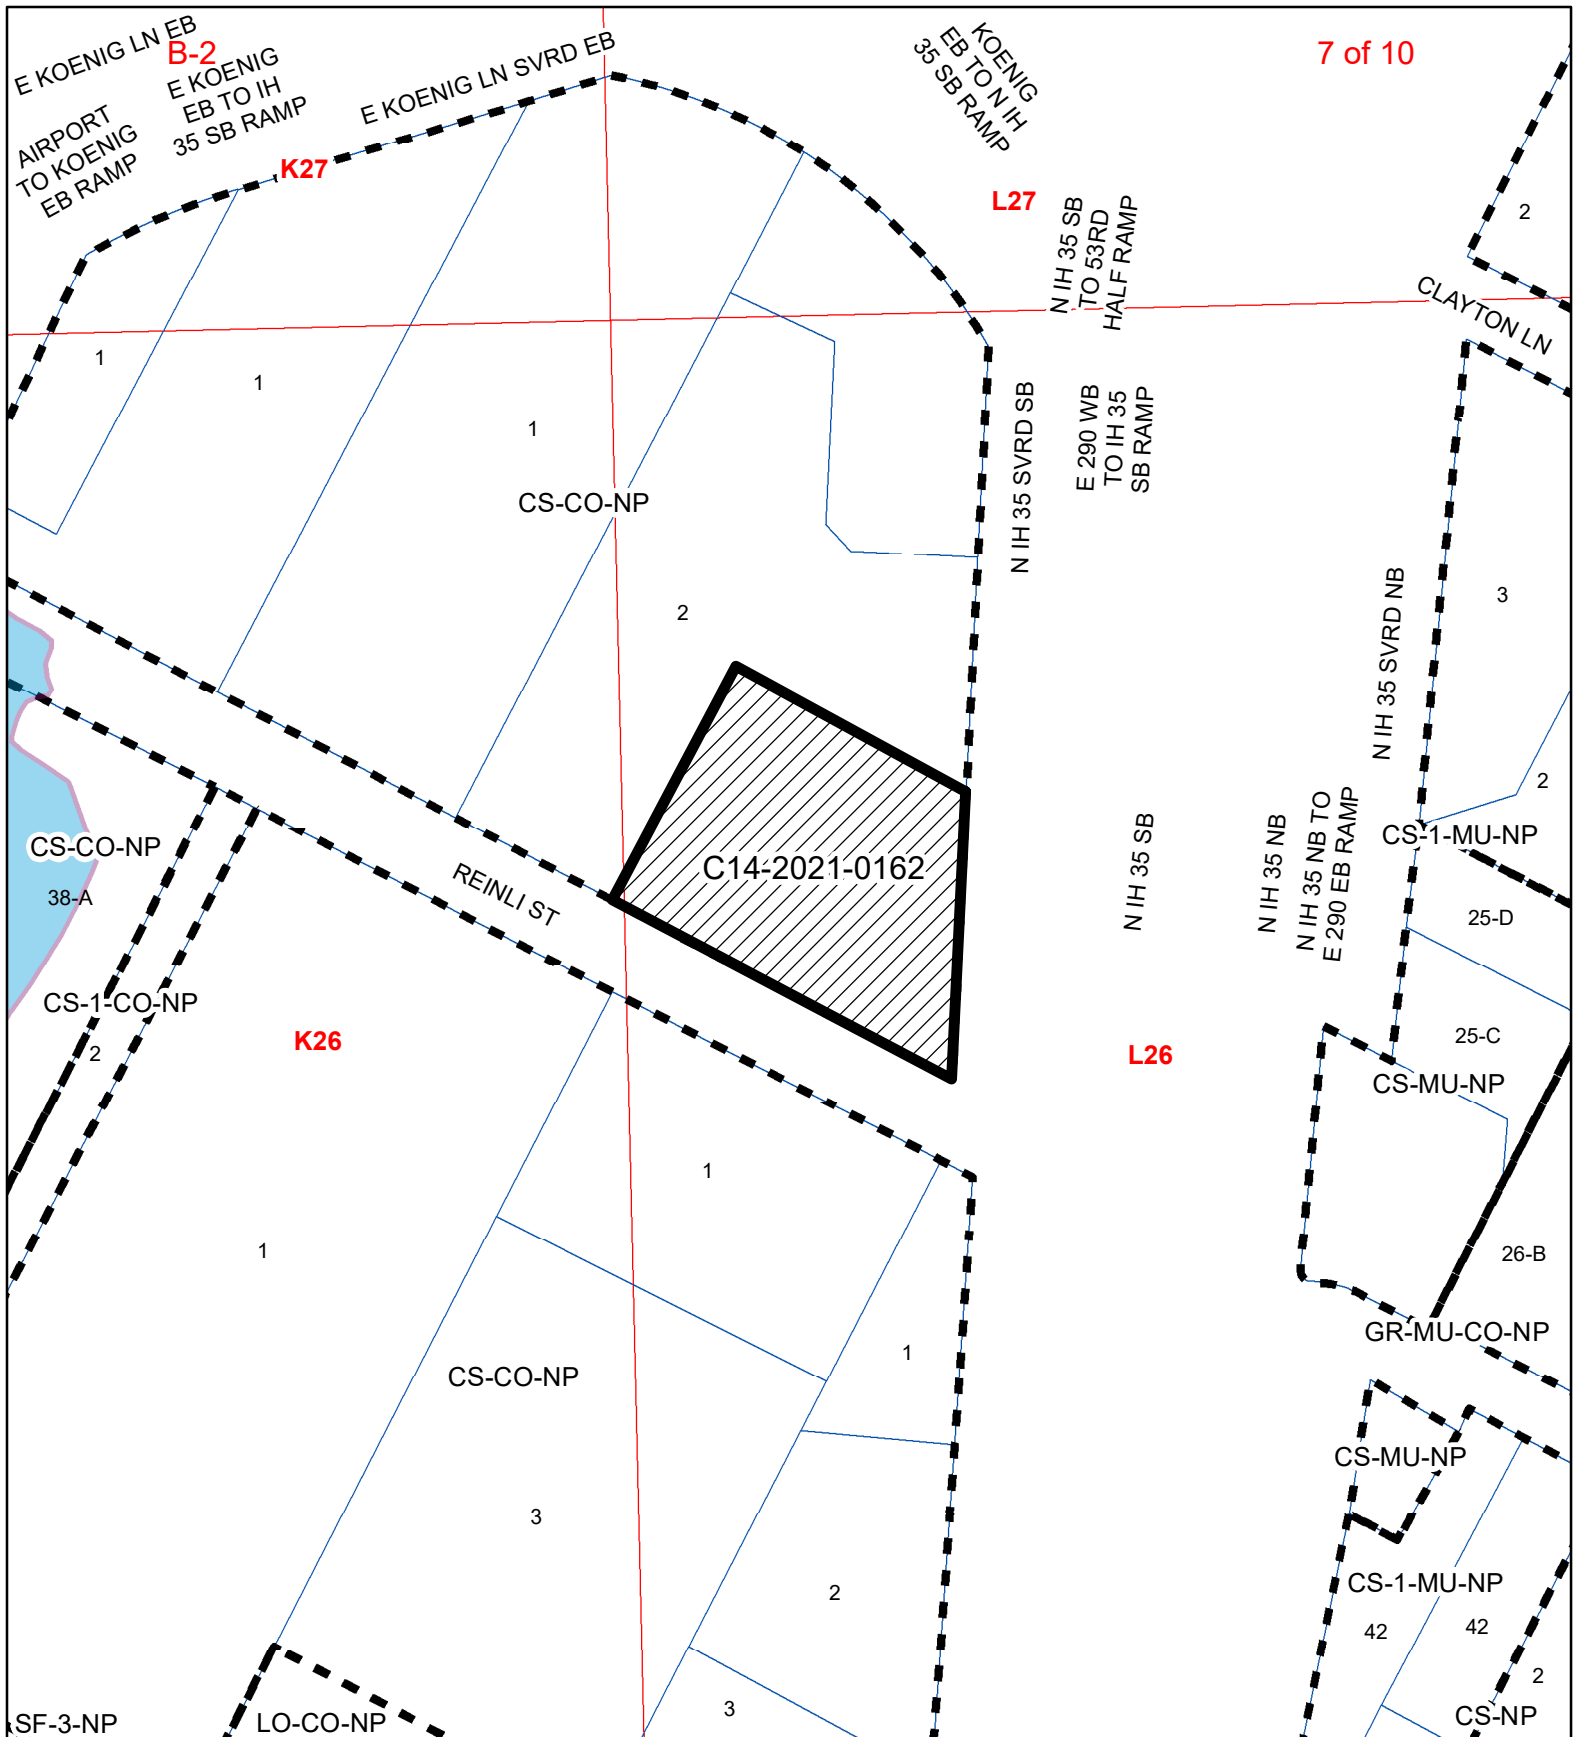 E KOENIG LN EB
B-2
E KOENIG
EB TO IH
35 SB RAMP
E KOENIG LN SVRD EB
KOENIG
EB TO N IH
35 SB RAMP
7 of 10
AIRPORT
TO KOENIG
EB RAMP
K27
L27
N IH 35 SB
TO 53RD
HALF RAMP
2
CLAYTON LN
1
1
1
N IH 35 SVRD SB
E 290 WB
TO IH 35
SB RAMP
CS-CO-NP
2
3
N IH 35 SVRD NB
2
CS-1-MU-NP
CS-CO-NP
38-A
REINLI ST
C14-2021-0162
N IH 35 SB
N IH 35 NB
N IH 35 NB TO
E 290 EB RAMP
25-D
CS-1-CO-NP
2
K26
L26
25-C
CS-MU-NP
1
1
26-B
GR-MU-CO-NP
1
CS-CO-NP
CS-MU-NP
3
2
CS-1-MU-NP
42
42
2
3
SF-3-NP
LO-CO-NP
CS-NP